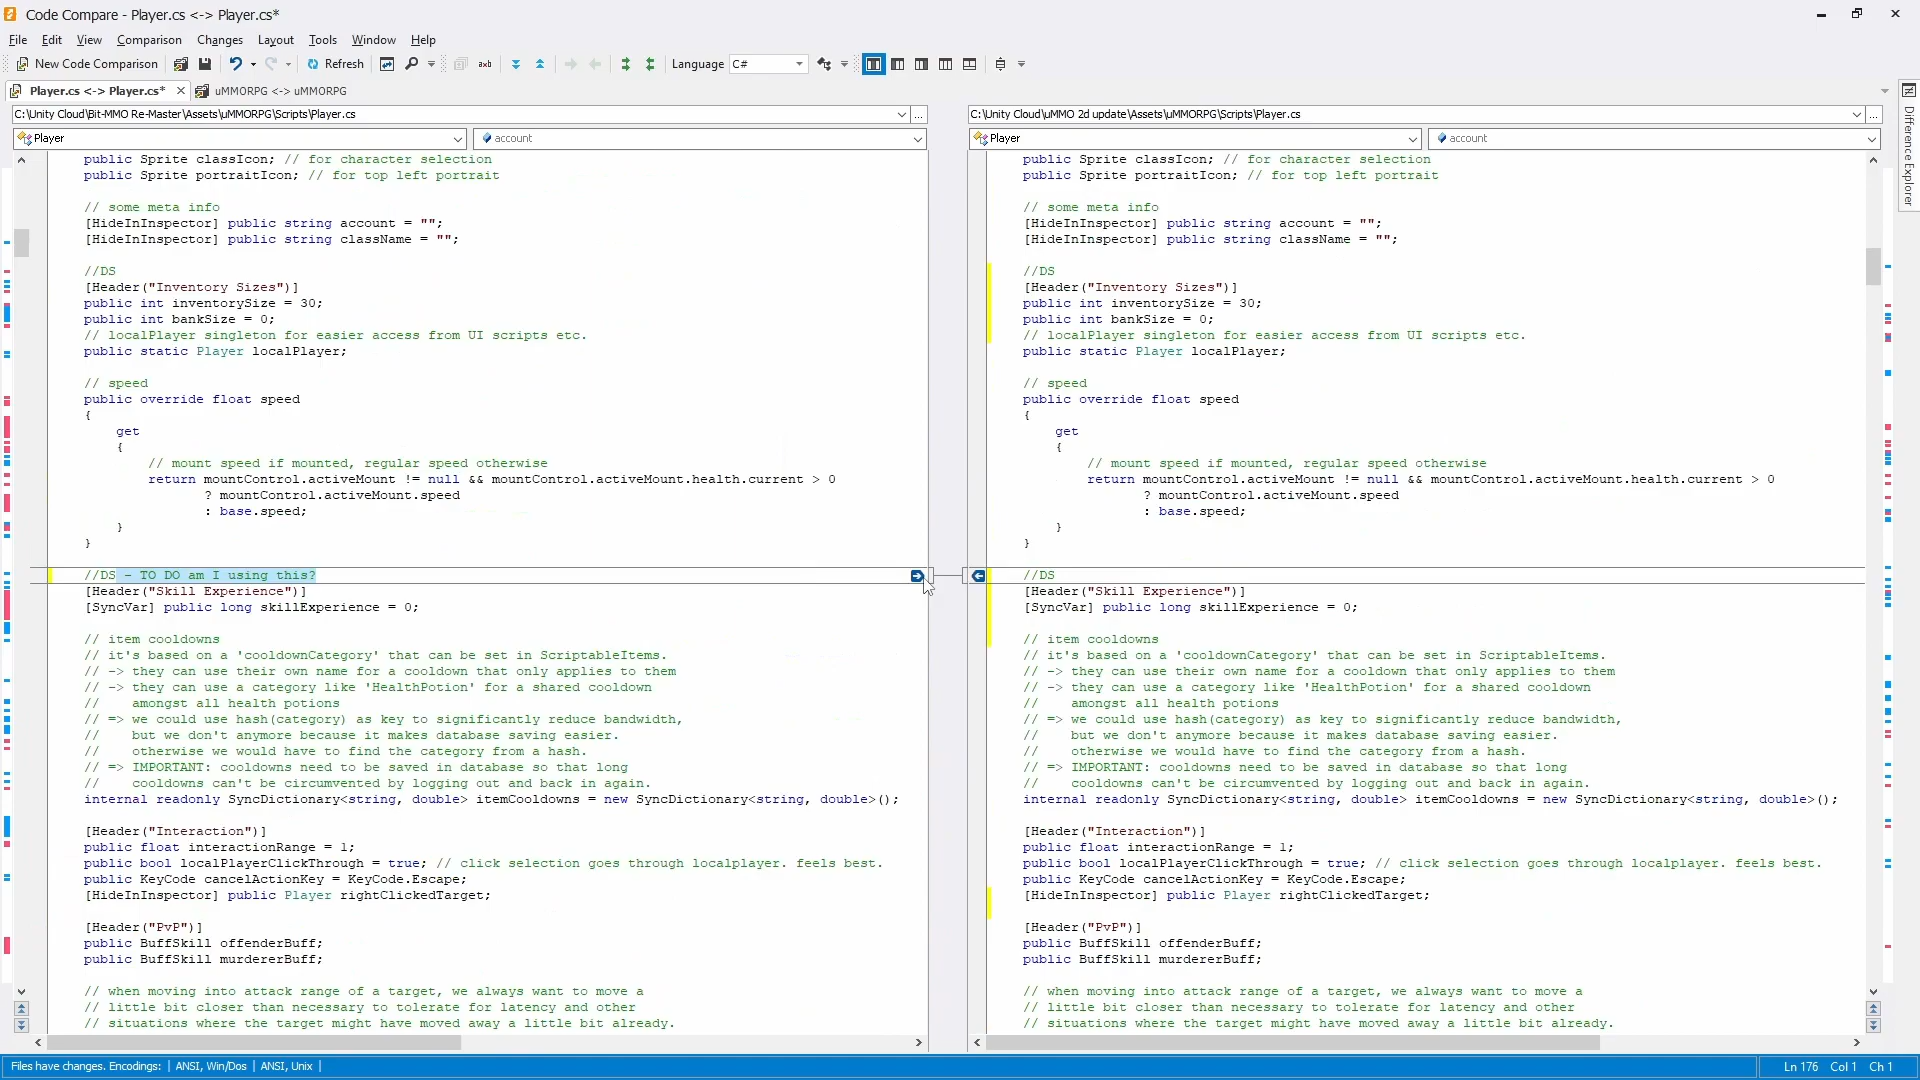 Code Compare - Player.cs <-> Player.cs*
File Edit View Comparison Changes Layout Tools Window Help
New Code Comparison Refresh Language C#
Player.cs <-> Player.cs* uMMORPG <-> uMMORPG
C:\Unity Cloud\Bit-MMO Re-Master\Assets\uMMORPG\Scripts\Player.cs
Player account
public Sprite classIcon; // for character selection
public Sprite portraitIcon; // for top left portrait
// some meta info
[HideInInspector] public string account = "";
[HideInInspector] public string className = "";
//DS
[Header("Inventory Sizes")]
public int inventorySize = 30;
public int bankSize = 0;
// localPlayer singleton for easier access from UI scripts etc.
public static Player localPlayer;
// speed
public override float speed
{
get
{
// mount speed if mounted, regular speed otherwise
return mountControl.activeMount != null && mountControl.activeMount.health.current > 0
? mountControl.activeMount.speed
: base.speed;
}
}
//DS - TO DO am I using this?
[Header("Skill Experience")]
[SyncVar] public long skillExperience = 0;
// item cooldowns
// it's based on a 'cooldownCategory' that can be set in ScriptableItems.
// -> they can use their own name for a cooldown that only applies to them
// -> they can use a category like 'HealthPotion' for a shared cooldown
// amongst all health potions
// => we could use hash(category) as key to significantly reduce bandwidth,
// but we don't anymore because it makes database saving easier.
// otherwise we would have to find the category from a hash.
// => IMPORTANT: cooldowns need to be saved in database so that long
// cooldowns can't be circumvented by logging out and back in again.
internal readonly SyncDictionary<string, double> itemCooldowns = new SyncDictionary<string, double>();
[Header("Interaction")]
public float interactionRange = 1;
public bool localPlayerClickThrough = true; // click selection goes through localplayer. feels best.
public KeyCode cancelActionKey = KeyCode.Escape;
[HideInInspector] public Player rightClickedTarget;
[Header("PvP")]
public BuffSkill offenderBuff;
public BuffSkill murdererBuff;
// when moving into attack range of a target, we always want to move a
// little bit closer than necessary to tolerate for latency and other
// situations where the target might have moved away a little bit already.
C:\Unity Cloud\uMMO 2d update\Assets\uMMORPG\Scripts\Player.cs
Player account
public Sprite classIcon; // for character selection
public Sprite portraitIcon; // for top left portrait
// some meta info
[HideInInspector] public string account = "";
[HideInInspector] public string className = "";
//DS
[Header("Inventory Sizes")]
public int inventorySize = 30;
public int bankSize = 0;
// localPlayer singleton for easier access from UI scripts etc.
public static Player localPlayer;
// speed
public override float speed
{
get
{
// mount speed if mounted, regular speed otherwise
return mountControl.activeMount != null && mountControl.activeMount.health.current > 0
? mountControl.activeMount.speed
: base.speed;
}
}
//DS
[Header("Skill Experience")]
[SyncVar] public long skillExperience = 0;
// item cooldowns
// it's based on a 'cooldownCategory' that can be set in ScriptableItems.
// -> they can use their own name for a cooldown that only applies to them
// -> they can use a category like 'HealthPotion' for a shared cooldown
// amongst all health potions
// => we could use hash(category) as key to significantly reduce bandwidth,
// but we don't anymore because it makes database saving easier.
// otherwise we would have to find the category from a hash.
// => IMPORTANT: cooldowns need to be saved in database so that long
// cooldowns can't be circumvented by logging out and back in again.
internal readonly SyncDictionary<string, double> itemCooldowns = new SyncDictionary<string, double>();
[Header("Interaction")]
public float interactionRange = 1;
public bool localPlayerClickThrough = true; // click selection goes through localplayer. feels best.
public KeyCode cancelActionKey = KeyCode.Escape;
[HideInInspector] public Player rightClickedTarget;
[Header("PvP")]
public BuffSkill offenderBuff;
public BuffSkill murdererBuff;
// when moving into attack range of a target, we always want to move a
// little bit closer than necessary to tolerate for latency and other
// situations where the target might have moved away a little bit already.
Difference Explorer
Files have changes. Encodings: | ANSI, Win/Dos | ANSI, Unix |
Ln 176 Col 1 Ch 1